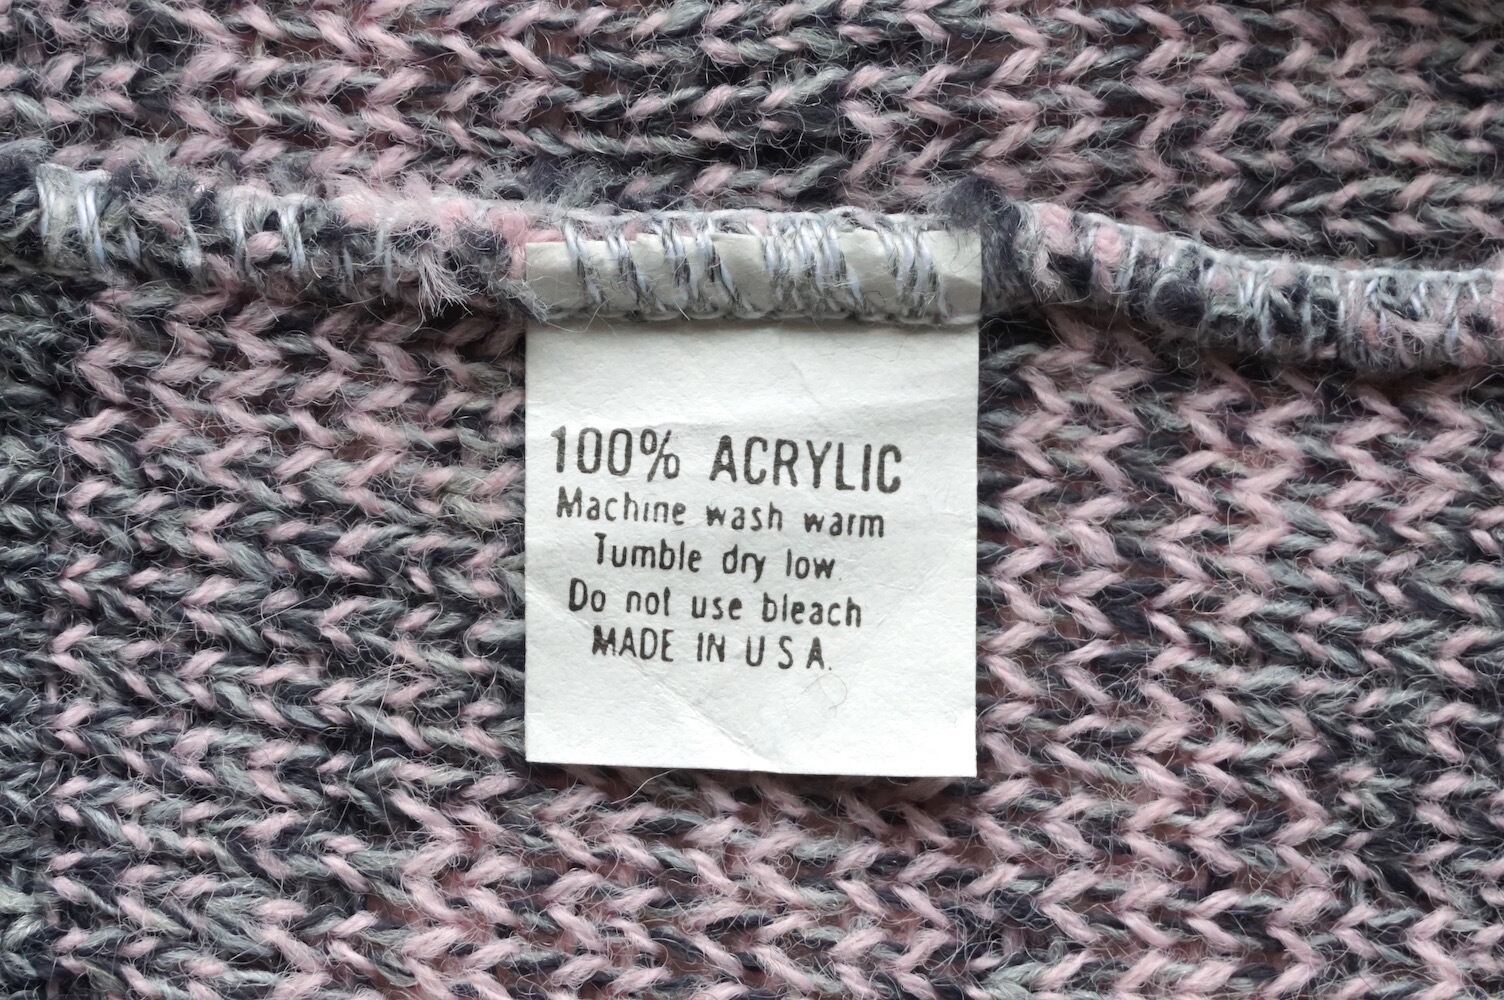 100% ACRYLIC
Machine wash warm
Tumble dry low.
Do not use bleach
MADE IN U S A.